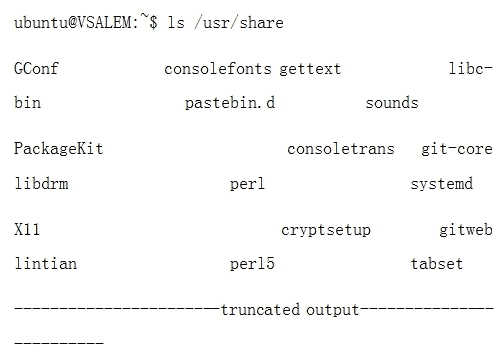 ubuntu@VSALEM:~$ ls /usr/share
GConf consolefonts gettext libc-
bin pastebin.d sounds
PackageKit consoletrans git-core
libdrm perl systemd
X11 cryptsetup gitweb
lintian perl5 tabset
-----------------------truncated output---------------
----------